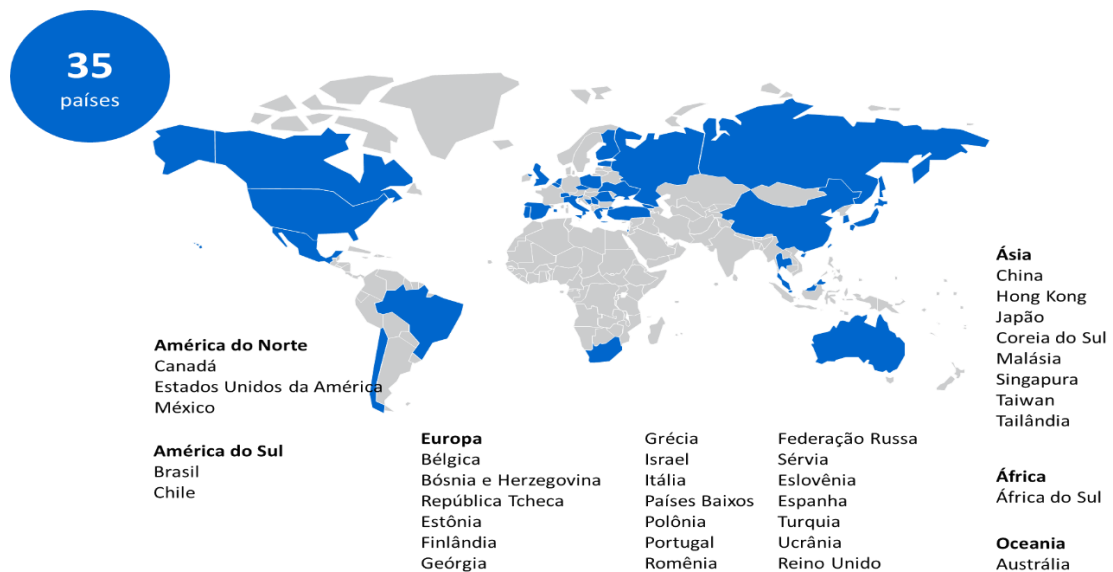 35
países
América do Norte
Canadá
Estados Unidos da América
México
América do Sul
Brasil
Chile
Europa
Bélgica
Bósnia e Herzegovina
República Tcheca
Estônia
Finlândia
Geórgia
Grécia
Israel
Itália
Países Baixos
Polônia
Portugal
Romênia
Federação Russa
Sérvia
Eslovênia
Espanha
Turquia
Ucrânia
Reino Unido
Ásia
China
Hong Kong
Japão
Coreia do Sul
Malásia
Singapura
Taiwan
Tailândia
África
África do Sul
Oceania
Austrália